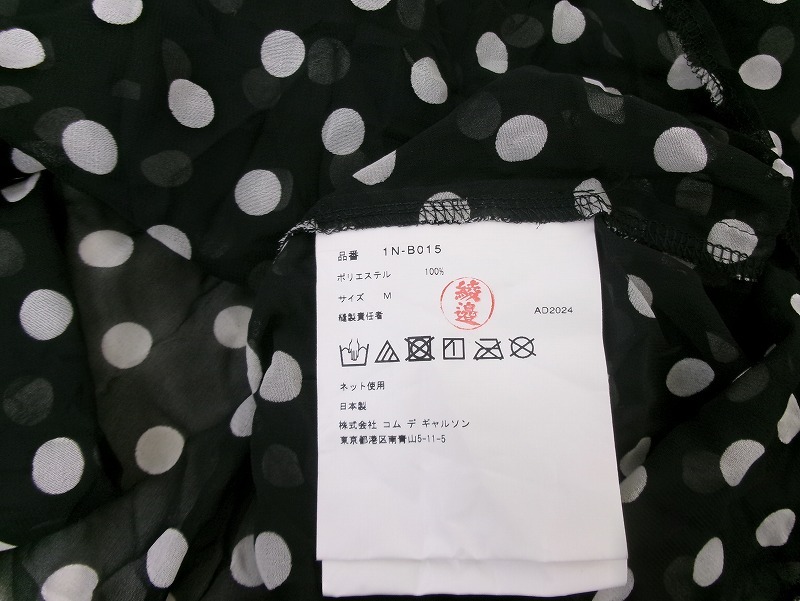 品番 1N-B015
ポリエステル 100%
サイズ M
縫製責任者
綾邉
AD2024
ネット使用
日本製
株式会社 コム デ ギャルソン
東京都港区南青山5-11-5